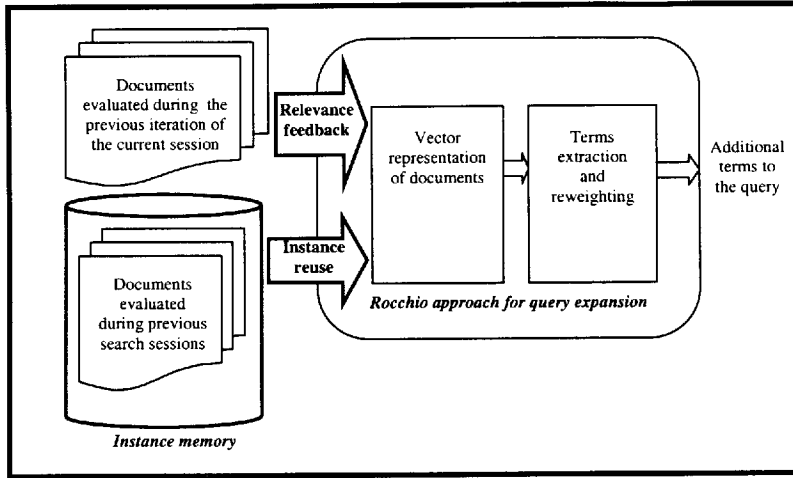 Documents
evaluated during the
previous iteration of
the current session
Relevance
feedback
Vector
representation
of documents
Terms
extraction
and
reweighting
Additional
terms to
the query
Instance
reuse
Documents
evaluated
during previous
search sessions
Rocchio approach for query expansion
Instance memory